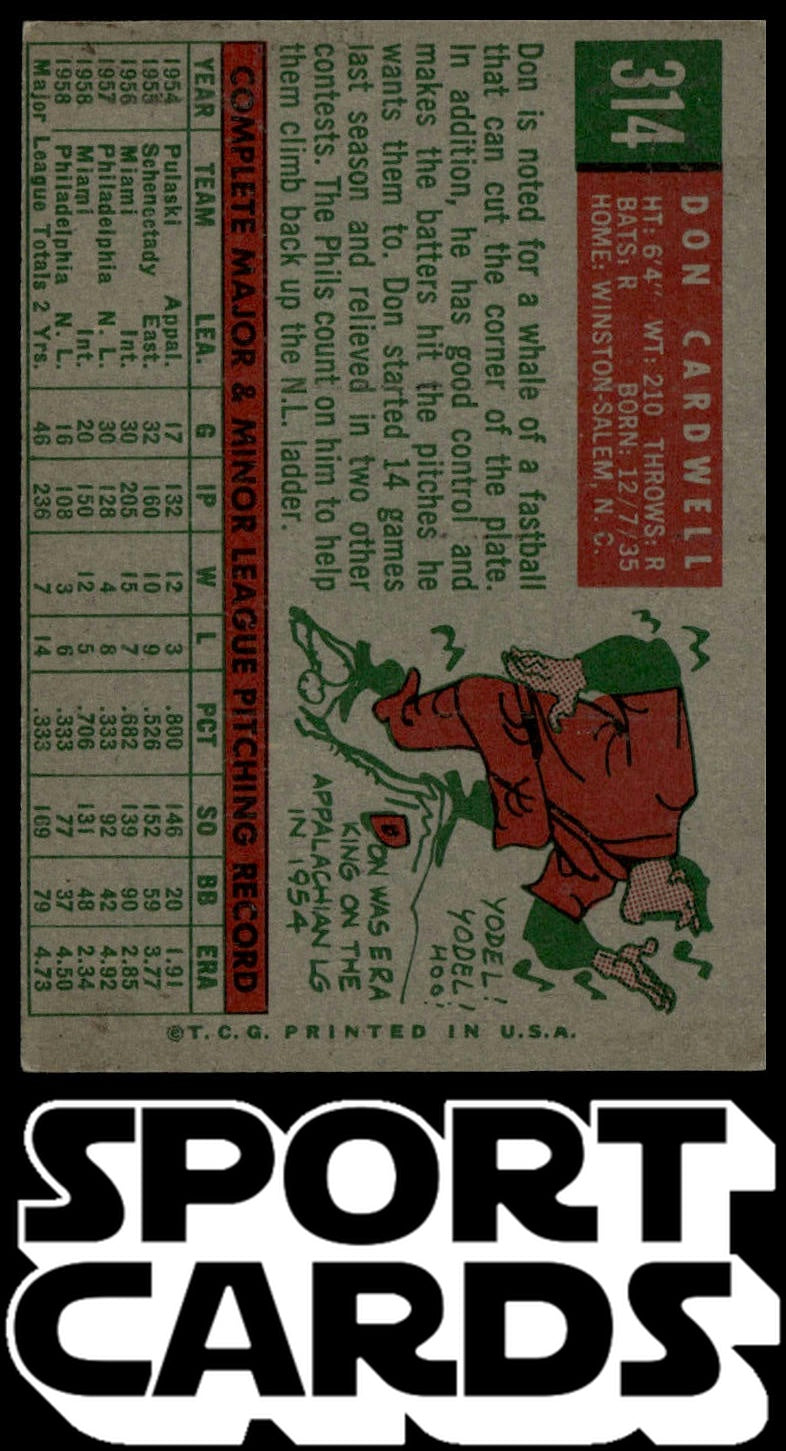 314
DON CARDWELL
HT: 6'4" WT: 210 THROWS: R
BATS: R BORN: 12/7/35
HOME: WINSTON-SALEM, N. C.
Don is noted for a whale of a fastball
that can cut the corner of the plate.
In addition, he has good control and
makes the batters hit the pitches he
wants them to. Don started 14 games
last season and relieved in two other
contests. The Phils count on him to help
them climb back up the N.L. ladder.
YODEL!
YODEL!
HOO!
DON WAS ERA
KING ON THE
APPALACHIAN LG
IN 1954
COMPLETE MAJOR & MINOR LEAGUE PITCHING RECORD
YEAR TEAM LEA. G IP W L PCT SO BB ERA
1954 Pulaski Appal. 17 132 12 3 .800 146 20 1.91
1955 Schenectady East. 32 160 10 9 .526 152 59 3.77
1956 Miami Int. 30 205 15 7 .682 139 90 2.85
1957 Philadelphia N. L. 30 128 4 8 .333 92 42 4.92
1958 Miami Int. 20 150 12 5 .706 131 48 2.34
1958 Philadelphia N. L. 16 108 3 6 .333 77 37 4.50
Major League Totals 2 Yrs. 46 236 7 14 .333 169 79 4.73
©T. C. G. PRINTED IN U.S.A.
SPORT
CARDS